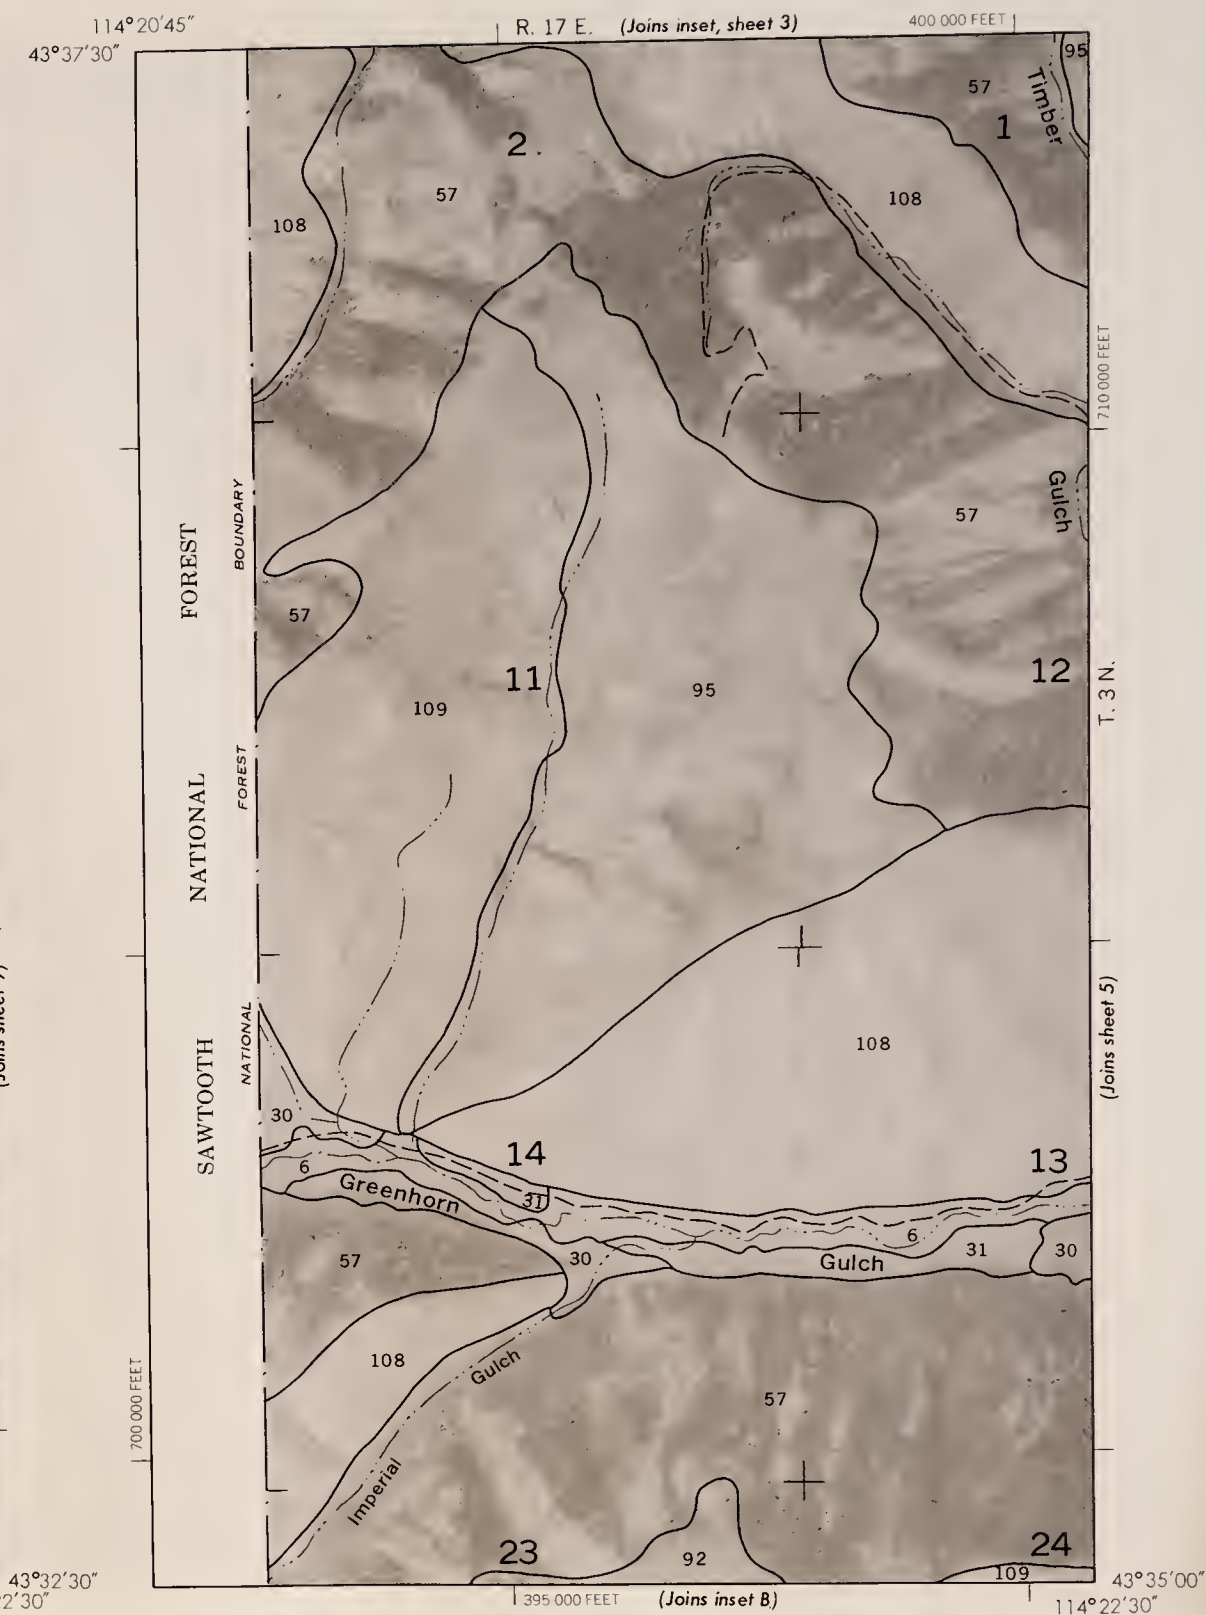 114°20'45"
R. 17 E. (Joins inset, sheet 3)
400 000 FEET
43°37'30"
95
57
Timber
1
2
57
108
108
710 000 FEET
Gulch
57
BOUNDARY
FOREST
57
11
12
T. 3 N.
95
109
FOREST
NATIONAL
(Joins sheet 5)
NATIONAL
108
SAWTOOTH
30
14
13
6
Greenhorn
31
6
31
30
57
30
Gulch
108
Gulch
57
700 000 FEET
Imperial
23
24
92
109
43°32'30"
43°35'00"
2'30"
395 000 FEET
(Joins inset B.)
114°22'30"